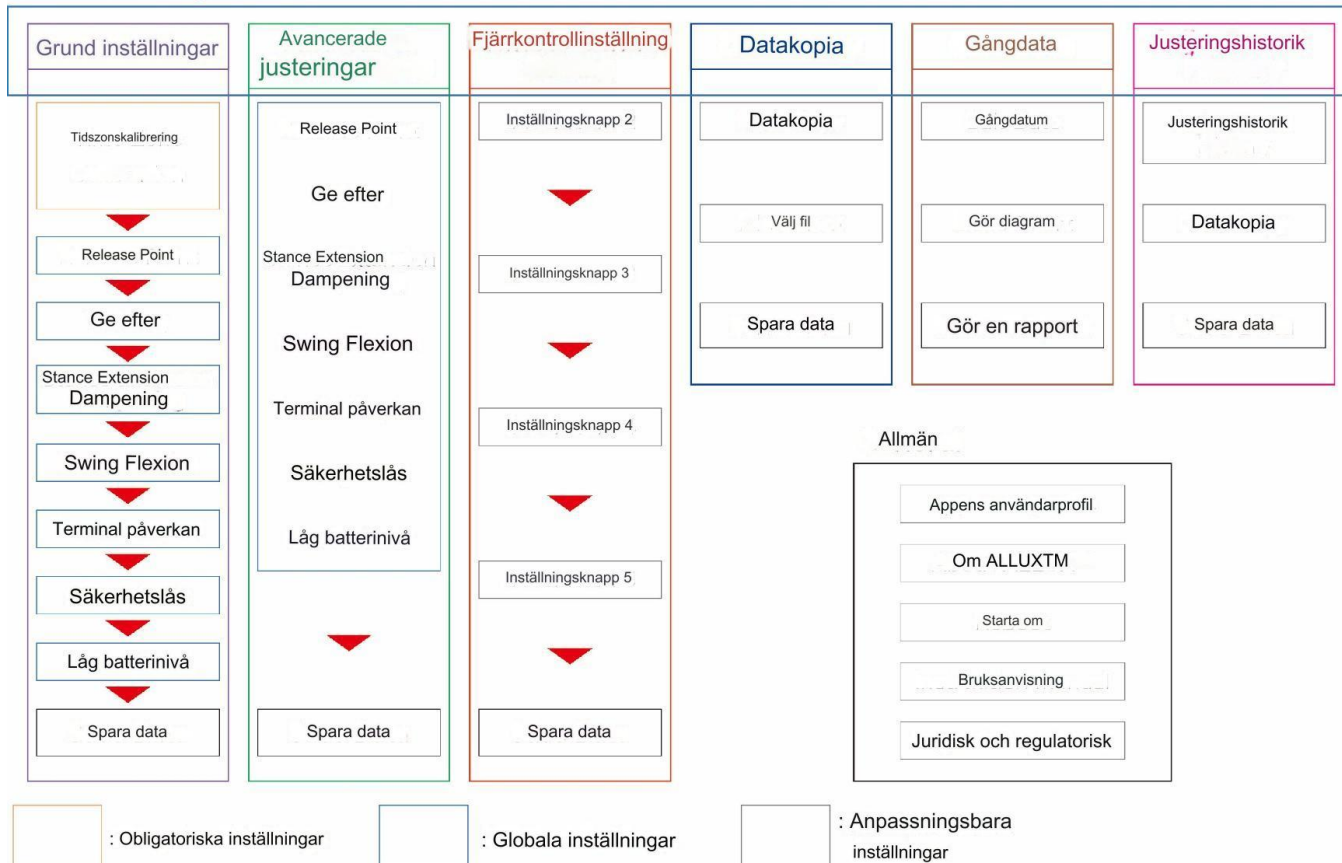 Grund inställningar
Tidszonskalibrering
Release Point
Ge efter
Stance Extension
Dampening
Swing Flexion
Terminal påverkan
Säkerhetslås
Låg batterinivå
Spara data
Avancerade
justeringar
Release Point
Ge efter
Stance Extension
Dampening
Swing Flexion
Terminal påverkan
Säkerhetslås
Låg batterinivå
Spara data
Fjärrkontrollinställning
Inställningsknapp 2
Inställningsknapp 3
Inställningsknapp 4
Inställningsknapp 5
Spara data
Datakopia
Datakopia
Välj fil
Spara data
Gångdata
Gångdatum
Gör diagram
Gör en rapport
Justeringshistorik
Justeringshistorik
Datakopia
Spara data
Allmän
Appens användarprofil
Om ALLUXTM
Starta om
Bruksanvisning
Juridisk och regulatorisk
: Obligatoriska inställningar
: Globala inställningar
: Anpassningsbara
inställningar